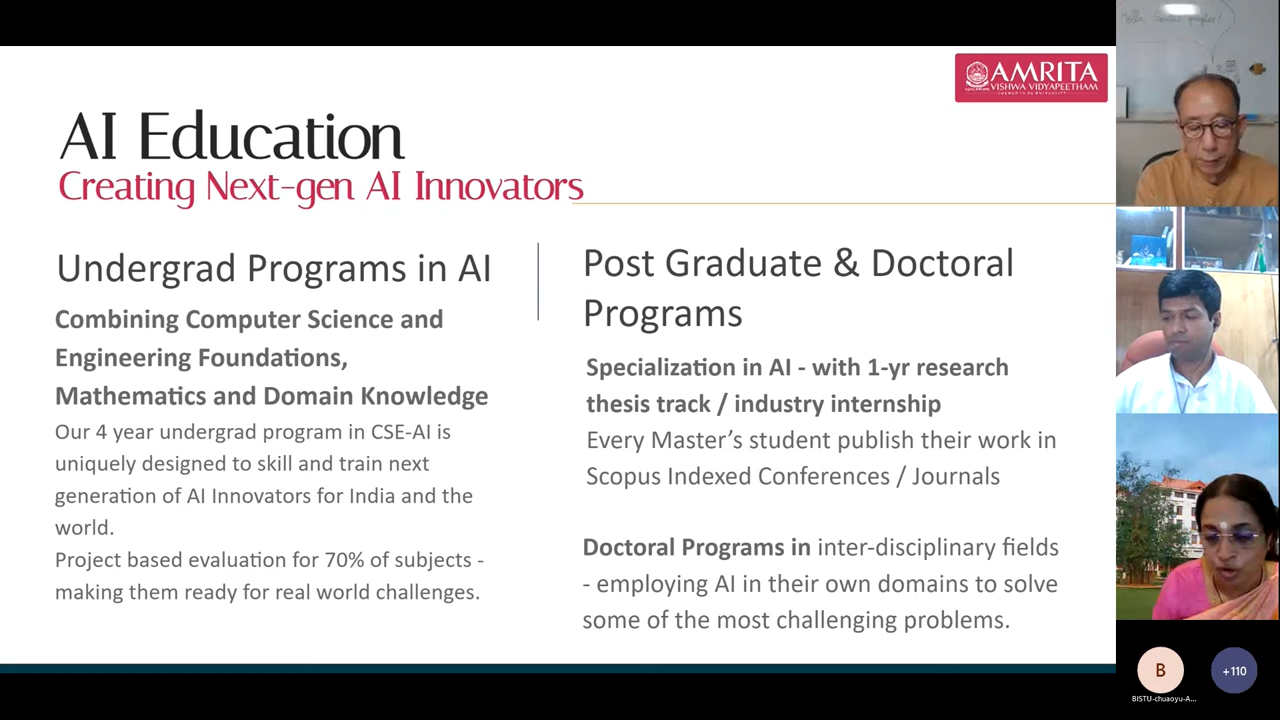 AMRITA
VISHWA VIDYAPEETHAM
AI Education
Creating Next-gen AI Innovators
Undergrad Programs in AI
Combining Computer Science and
Engineering Foundations,
Mathematics and Domain Knowledge
Our 4 year undergrad program in CSE-AI is
uniquely designed to skill and train next
generation of AI Innovators for India and the
world.
Project based evaluation for 70% of subjects -
making them ready for real world challenges.
Post Graduate & Doctoral
Programs
Specialization in AI - with 1-yr research
thesis track / industry internship
Every Master’s student publish their work in
Scopus Indexed Conferences / Journals
Doctoral Programs in inter-disciplinary fields
- employing AI in their own domains to solve
some of the most challenging problems.
B
+110
BISTU-chuaoyu-A...